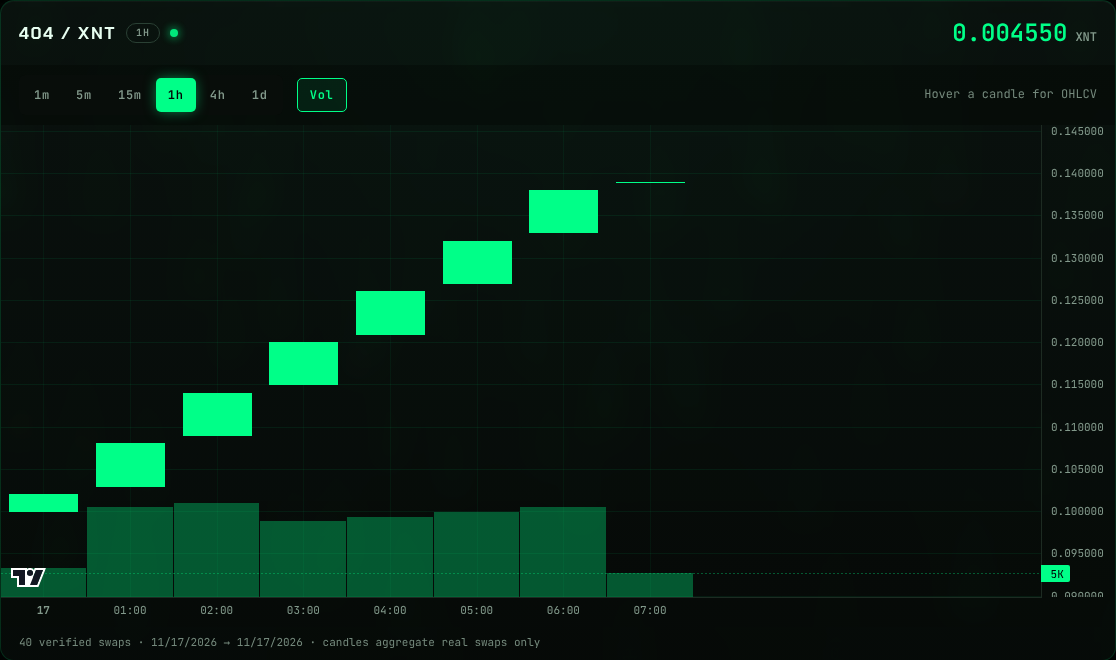 404 / XNT 1H 0.004550 XNT
1m 5m 15m 1h 4h 1d Vol Hover a candle for OHLCV
0.145000
0.140000
0.135000
0.130000
0.125000
0.120000
0.115000
0.110000
0.105000
0.100000
0.095000
5K
0.090000
17 01:00 02:00 03:00 04:00 05:00 06:00 07:00
40 verified swaps · 11/17/2026 → 11/17/2026 · candles aggregate real swaps only